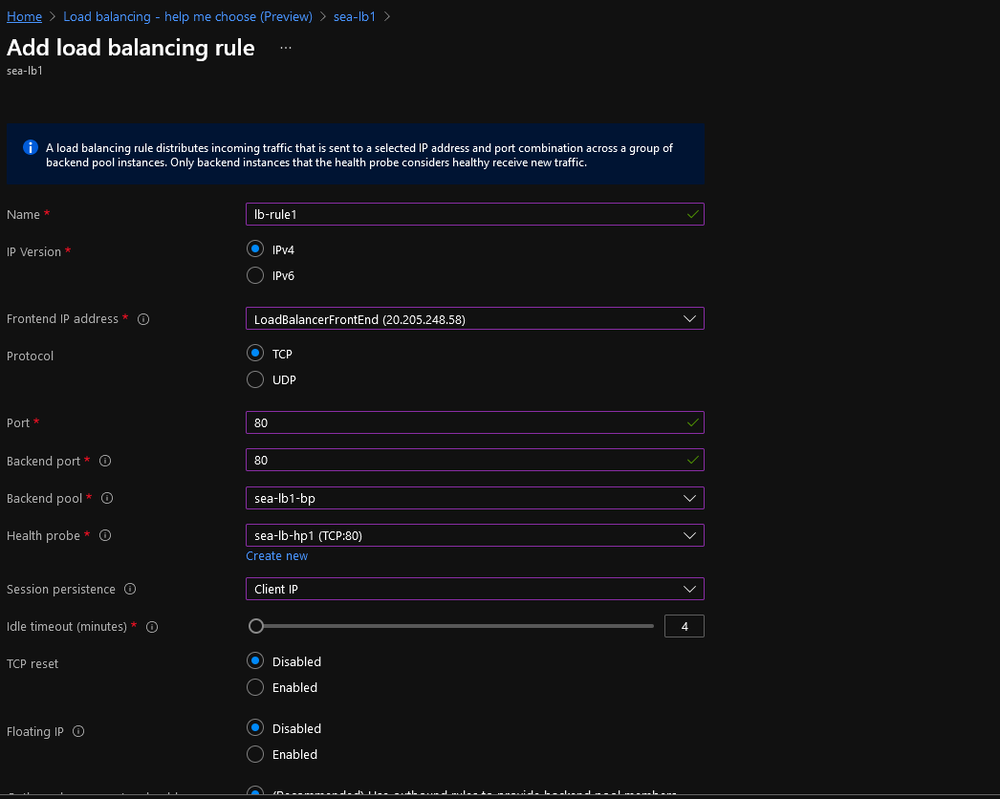 Home > Load balancing - help me choose (Preview) > sea-lb1 >
Add load balancing rule ...
sea-lb1
A load balancing rule distributes incoming traffic that is sent to a selected IP address and port combination across a group of
backend pool instances. Only backend instances that the health probe considers healthy receive new traffic.
Name * lb-rule1
IP Version * IPv4
IPv6
Frontend IP address * LoadBalancerFrontEnd (20.205.248.58)
Protocol TCP
UDP
Port * 80
Backend port * 80
Backend pool * sea-lb1-bp
Health probe * sea-lb-hp1 (TCP:80)
Create new
Session persistence Client IP
Idle timeout (minutes) * 4
TCP reset Disabled
Enabled
Floating IP Disabled
Enabled
(Recommended) Use outbound rules to provide backend pool members